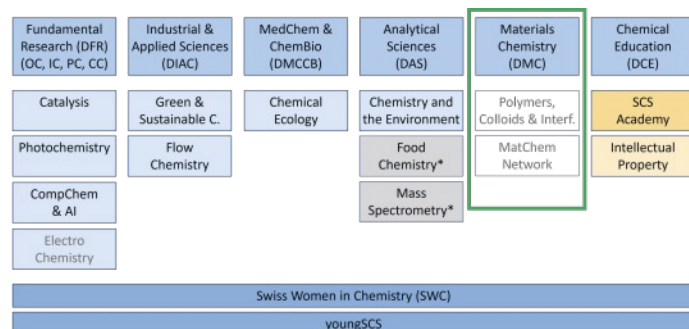 Fundamental
Research (DFR)
(OC, IC, PC, CC)
Industrial &
Applied Sciences
(DIAC)
MedChem &
ChemBio
(DMCCB)
Analytical
Sciences
(DAS)
Materials
Chemistry
(DMC)
Chemical
Education
(DCE)
Catalysis
Green &
Sustainable C.
Chemical
Ecology
Chemistry and
the Environment
Polymers,
Colloids & Interf.
SCS
Academy
Photochemistry
Flow
Chemistry
Food
Chemistry*
MatChem
Network
Intellectual
Property
CompChem
& AI
Mass
Spectrometry*
Electro
Chemistry
Swiss Women in Chemistry (SWC)
youngSCS